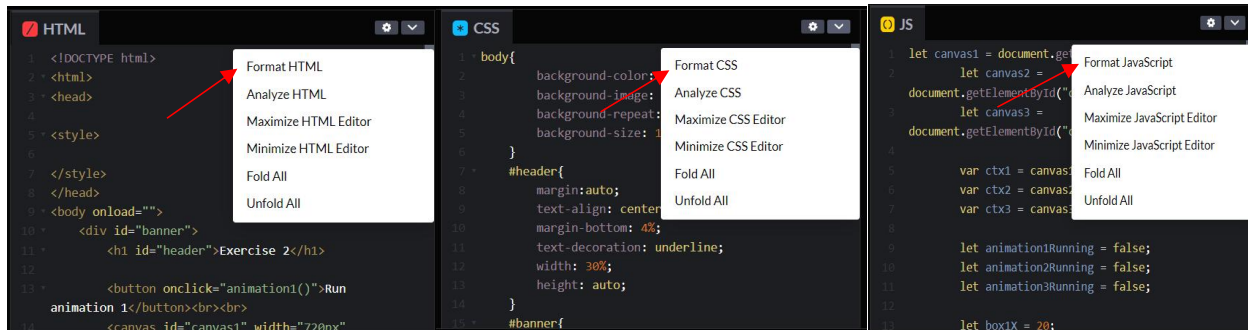 HTML
1 <!DOCTYPE html>
2 <html>
3 <head>
4
5 <style>
6
7 </style>
8 </head>
9 <body onload="">
10 <div id="banner">
11 <h1 id="header">Exercise 2</h1>
12
13 <button onclick="animation1()">Run
animation 1</button><br><br>
14 <canvas id="canvas1" width="720px"
Format HTML
Analyze HTML
Maximize HTML Editor
Minimize HTML Editor
Fold All
Unfold All
CSS
1 body{
2 background-color:
3 background-image:
4 background-repeat:
5 background-size: 1
6 }
7 #header{
8 margin:auto;
9 text-align: center
10 margin-bottom: 4%;
11 text-decoration: underline;
12 width: 30%;
13 height: auto;
14 }
15 #banner{
Format CSS
Analyze CSS
Maximize CSS Editor
Minimize CSS Editor
Fold All
Unfold All
JS
1 let canvas1 = document.get
2 let canvas2 =
document.getElementById("c
3 let canvas3 =
document.getElementById("c
4
5 var ctx1 = canvas1
6 var ctx2 = canvas2
7 var ctx3 = canvas3
8
9 let animation1Running = false;
10 let animation2Running = false;
11 let animation3Running = false;
12
13 let box1X = 20;
Format JavaScript
Analyze JavaScript
Maximize JavaScript Editor
Minimize JavaScript Editor
Fold All
Unfold All